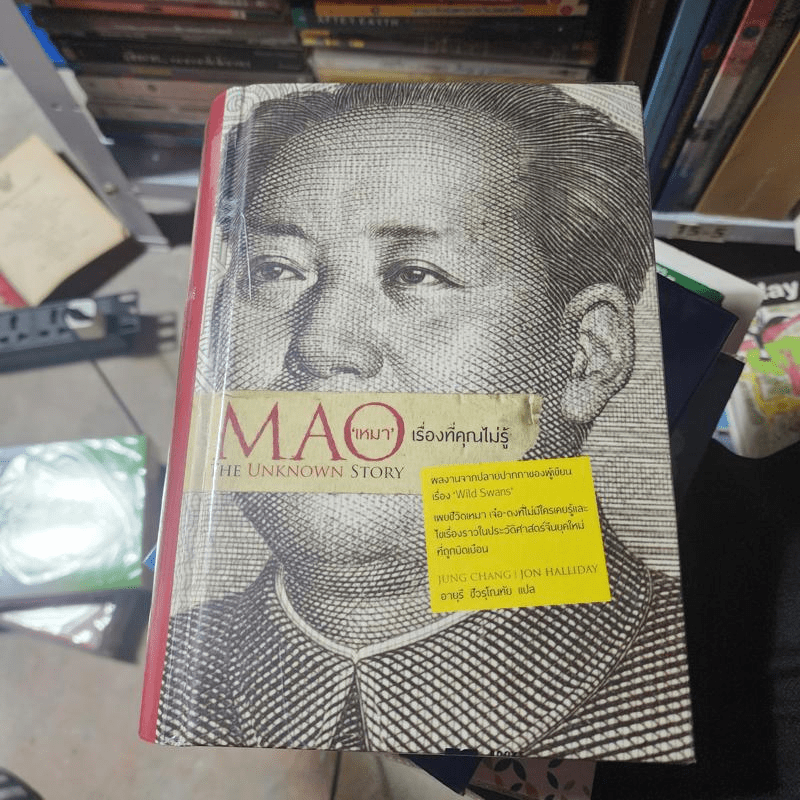 MAO
'เหมา'
เรื่องที่คุณไม่รู้
THE UNKNOWN STORY
ผลงานจากปลายปากกาของผู้เขียน
เรื่อง 'Wild Swans'
เผยชีวิตเหมา เจ๋อ-ตงที่ไม่มีใครเคยรู้และ
ไขเรื่องราวในประวัติศาสตร์จีนยุคใหม่
ที่ถูกบิดเบือน
JUNG CHANG | JON HALLIDAY
อายุรี ชีวรุโณทัย แปล
15-5